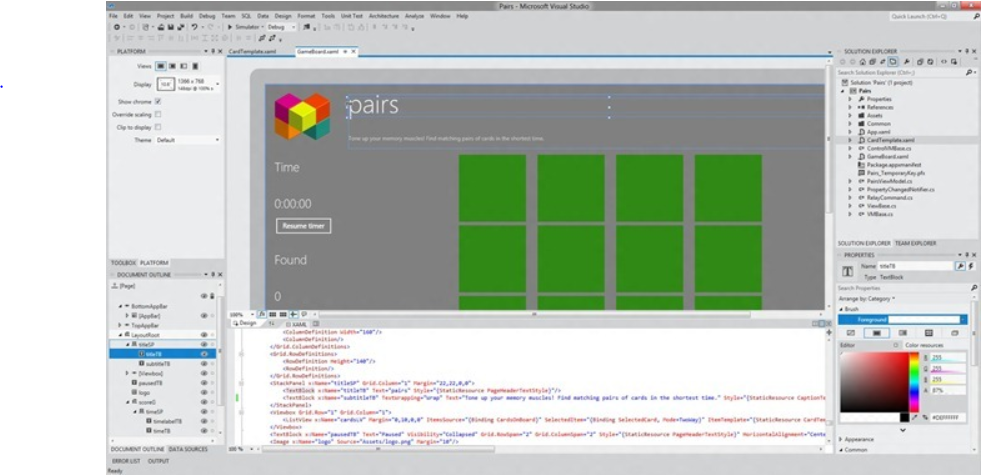 Pairs - Microsoft Visual Studio
File Edit View Project Build Debug Team SQL Data Design Format Tools Unit Test Architecture Analyze Window Help
Quick Launch (Ctrl+Q)
Simulator Debug
PLATFORM
Views
Display 10.6" 1366 x 768
Show chrome
Override scaling
Clip to display
Theme Default
TOOLBOX PLATFORM
DOCUMENT OUTLINE
[Page]
BottomAppBar
[AppBar]
TopAppBar
LayoutRoot
titleSP
titleTB
subtitleTB
[Viewbox]
pausedTB
logo
scoreG
timeSP
timelabelTB
timeTB
DOCUMENT OUTLINE DATA SOURCES
ERROR LIST OUTPUT
Ready
CardTemplate.xaml GameBoard.xaml
pairs
Tone up your memory muscles! Find matching pairs of cards in the shortest time.
Time
0:00:00
Resume timer
Found
0
100%
Design XAML
<ColumnDefinition Width="160"/>
<ColumnDefinition/>
</Grid.ColumnDefinitions>
<Grid.RowDefinitions>
<RowDefinition Height="140"/>
<RowDefinition/>
</Grid.RowDefinitions>
<StackPanel x:Name="titleSP" Grid.Column="1" Margin="22,22,0,0">
<TextBlock x:Name="titleTB" Text="pairs" Style="{StaticResource PageHeaderTextStyle}"/>
<TextBlock x:Name="subtitleTB" TextWrapping="Wrap" Text="Tone up your memory muscles! Find matching pairs of cards in the shortest time." Style="{StaticResource CaptionTe
</StackPanel>
<Viewbox Grid.Row="1" Grid.Column="1">
<ListView x:Name="cardsLV" Margin="0,10,0,0" ItemsSource="{Binding CardsOnBoard}" SelectedItem="{Binding SelectedCard, Mode=TwoWay}" ItemTemplate="{StaticResource CardTem
</Viewbox>
<TextBlock x:Name="pausedTB" Text="Paused" Visibility="Collapsed" Grid.RowSpan="2" Grid.ColumnSpan="2" Style="{StaticResource PageHeaderTextStyle}" HorizontalAlignment="Cente
<Image x:Name="logo" Source="Assets/logo.png" Margin="10"/>
100 %
SOLUTION EXPLORER
Search Solution Explorer (Ctrl+;)
Solution 'Pairs' (1 project)
Pairs
Properties
References
Assets
Common
App.xaml
CardTemplate.xaml
ControlVMBase.cs
GameBoard.xaml
Package.appxmanifest
Pairs_TemporaryKey.pfx
PairsViewModel.cs
PropertyChangedNotifier.cs
RelayCommand.cs
ViewBase.cs
VMBase.cs
SOLUTION EXPLORER TEAM EXPLORER
PROPERTIES
Name titleTB
Type TextBlock
Search Properties
Arrange by: Category
Brush
Foreground
Editor Color resources
R 255
G 255
B 255
A 87%
#DEFFFFFF
Appearance
Common